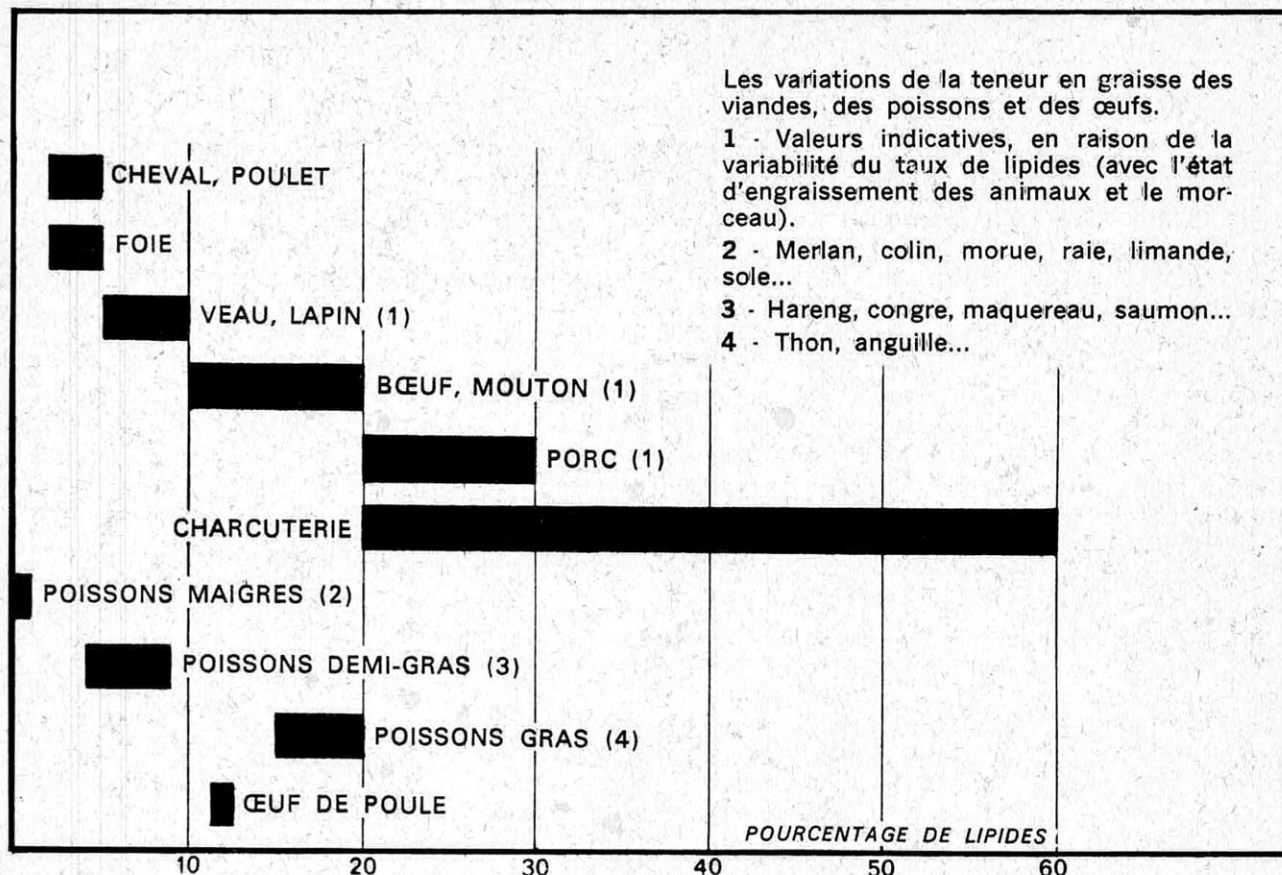 Les variations de la teneur en graisse des
viandes, des poissons et des œufs.
1 - Valeurs indicatives, en raison de la
variabilité du taux de lipides (avec l'état
d'engraissement des animaux et le mor-
ceau).
2 - Merlan, colin, morue, raie, limande,
sole...
3 - Hareng, congre, maquereau, saumon...
4 - Thon, anguille...
CHEVAL, POULET
FOIE
VEAU, LAPIN (1)
BŒUF, MOUTON (1)
PORC (1)
CHARCUTERIE
POISSONS MAIGRES (2)
POISSONS DEMI-GRAS (3)
POISSONS GRAS (4)
ŒUF DE POULE
POURCENTAGE DE LIPIDES
10 20 30 40 50 60